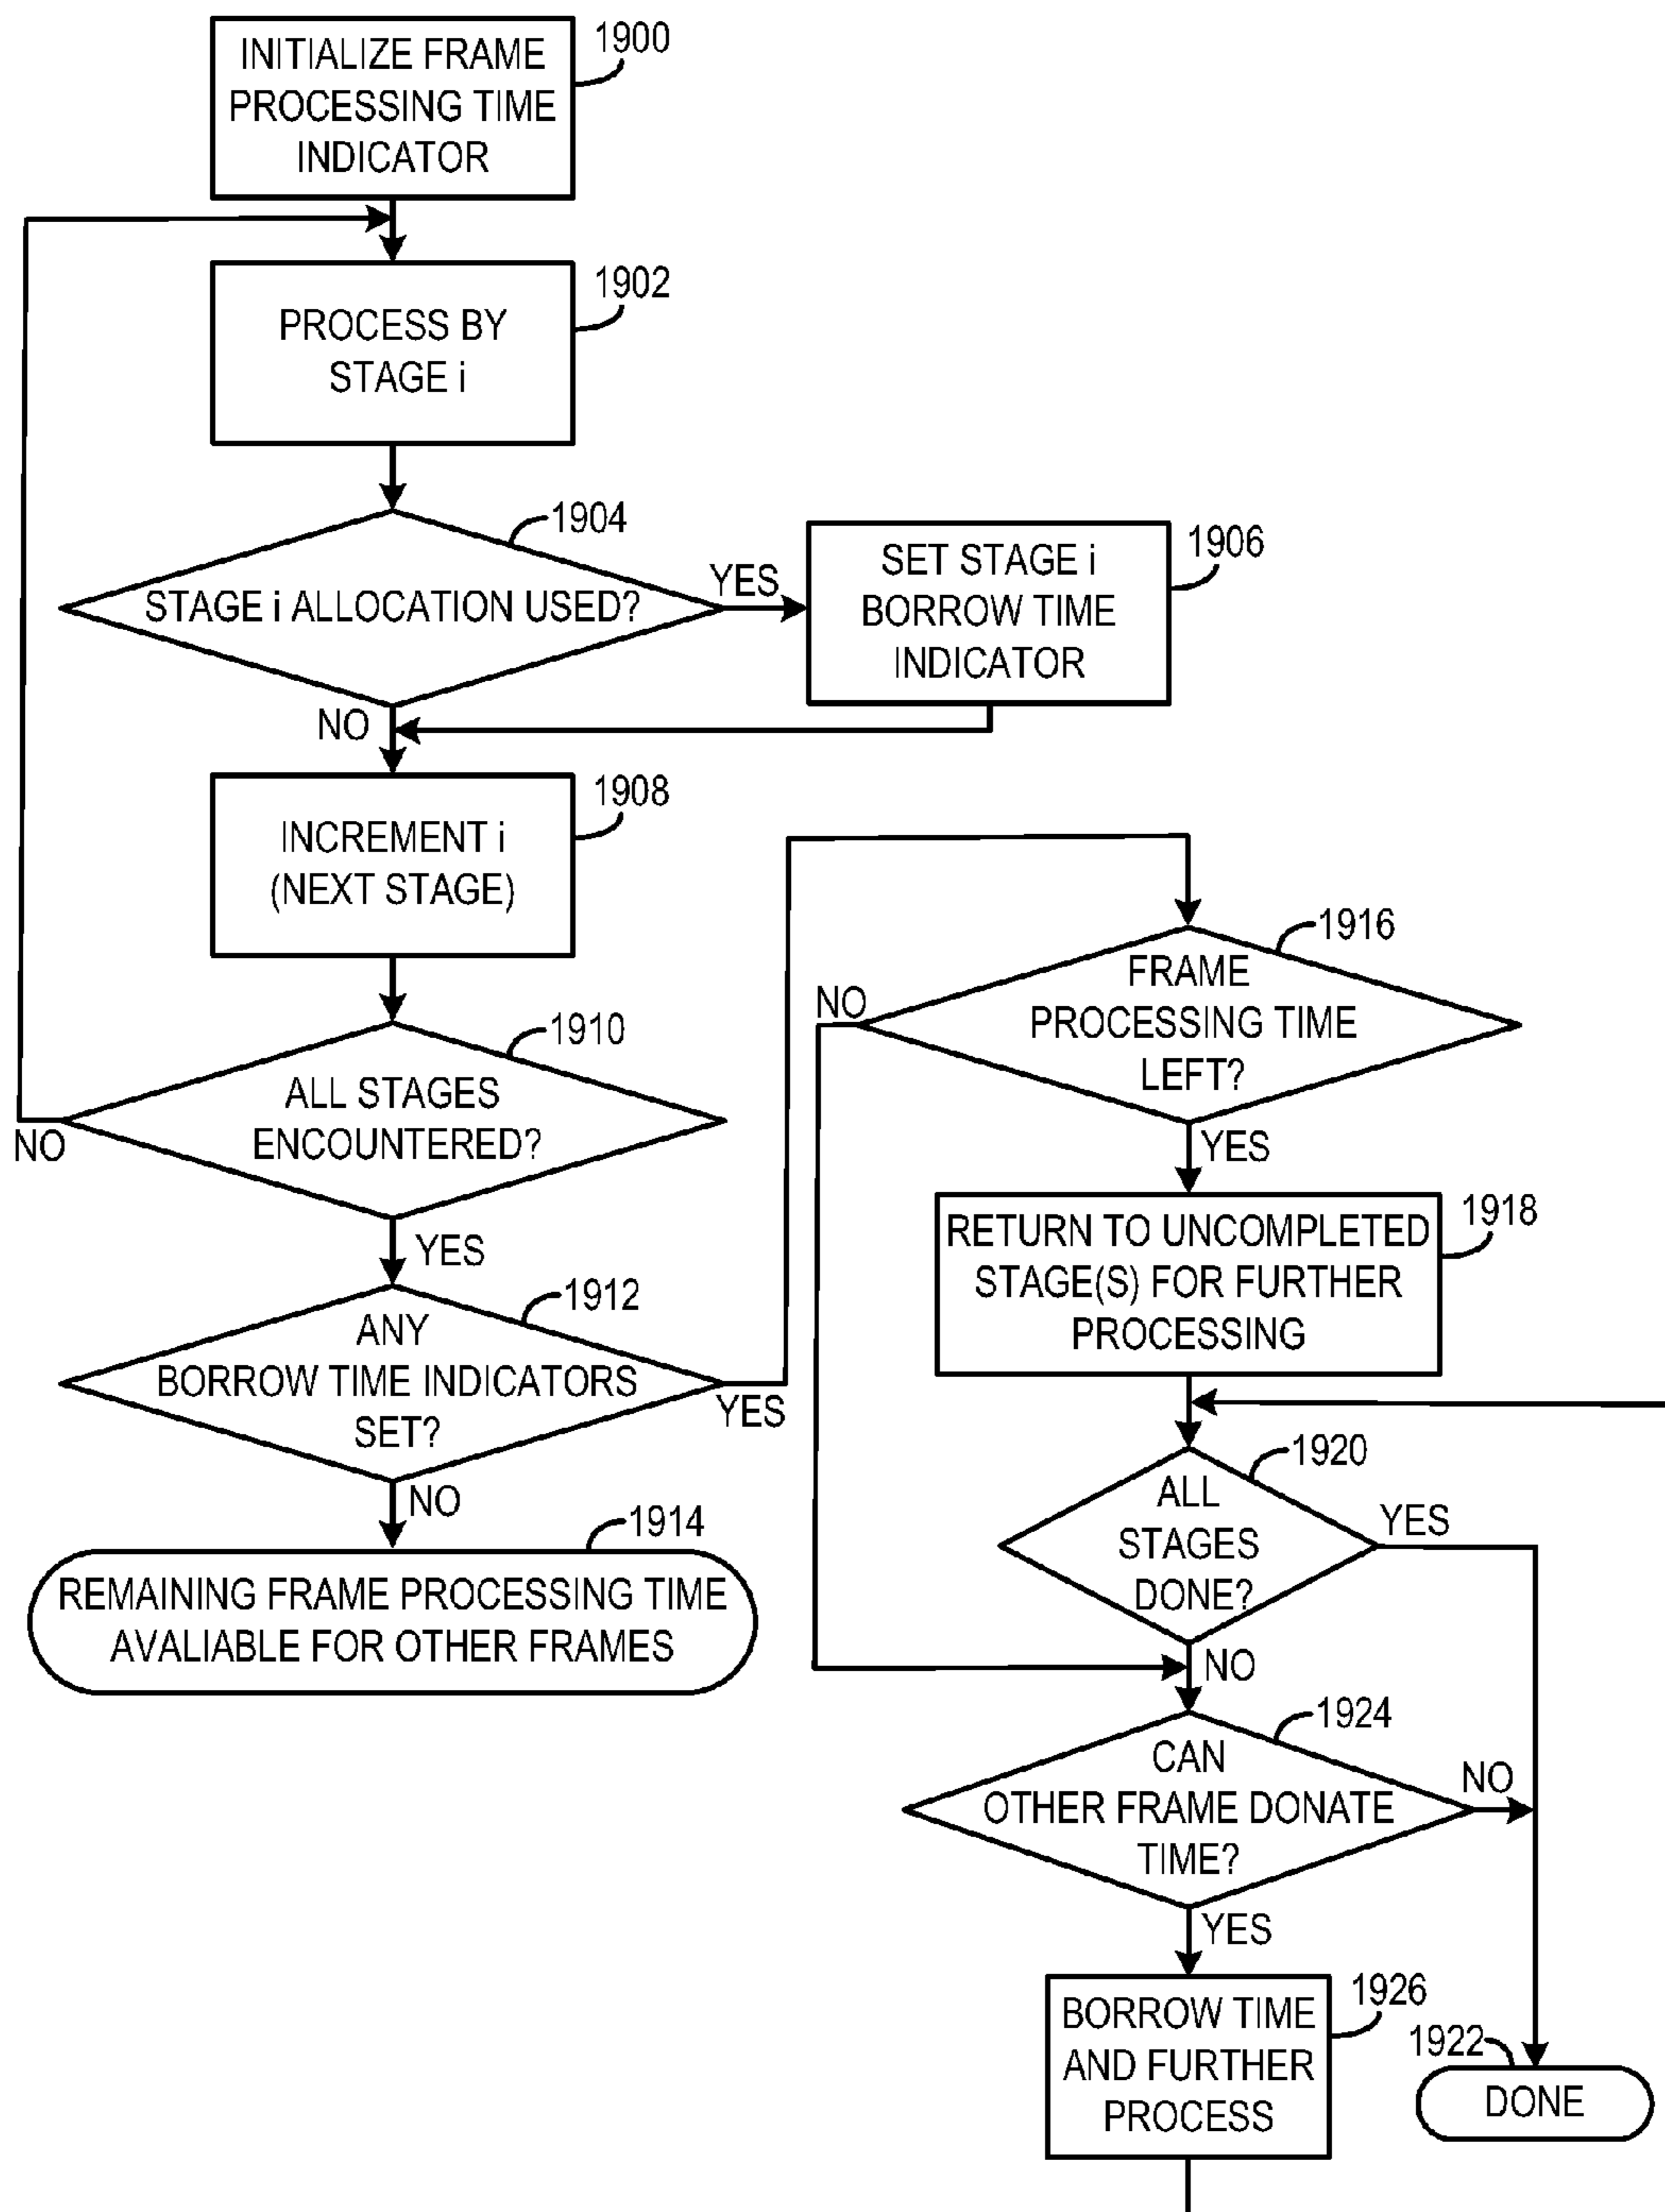 INITIALIZE FRAME
PROCESSING TIME
INDICATOR
1900
PROCESS BY
STAGE i
1902
1904
STAGE i ALLOCATION USED?
YES
NO
SET STAGE i
BORROW TIME
INDICATOR
1906
INCREMENT i
(NEXT STAGE)
1908
1910
ALL STAGES
ENCOUNTERED?
NO
YES
1912
ANY
BORROW TIME INDICATORS
SET?
YES
NO
1914
REMAINING FRAME PROCESSING TIME
AVALIABLE FOR OTHER FRAMES
1916
FRAME
PROCESSING TIME
LEFT?
NO
YES
RETURN TO UNCOMPLETED
STAGE(S) FOR FURTHER
PROCESSING
1918
1920
ALL
STAGES
DONE?
YES
NO
1924
CAN
OTHER FRAME DONATE
TIME?
NO
YES
BORROW TIME
AND FURTHER
PROCESS
1926
1922
DONE